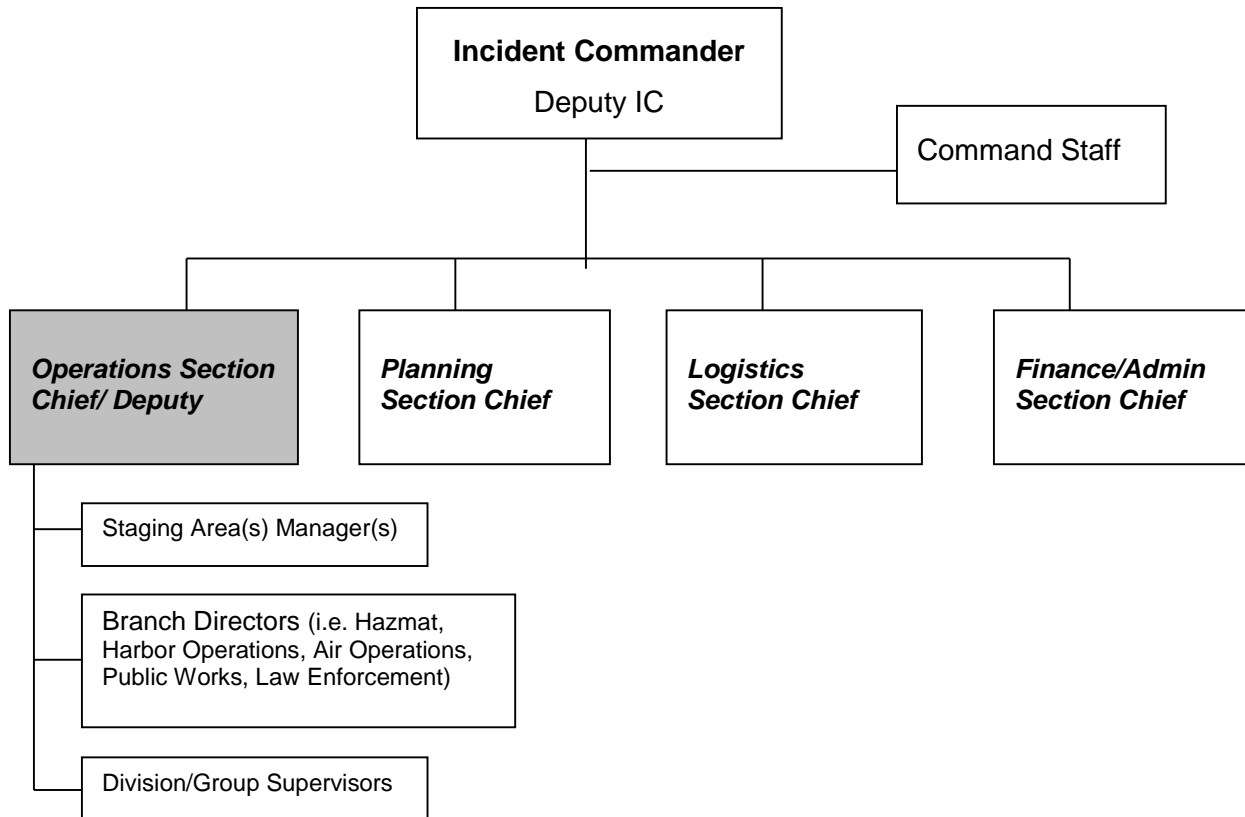 Incident Commander
Deputy IC
Command Staff
Operations Section
Chief/ Deputy
Planning
Section Chief
Logistics
Section Chief
Finance/Admin
Section Chief
Staging Area(s) Manager(s)
Branch Directors (i.e. Hazmat,
Harbor Operations, Air Operations,
Public Works, Law Enforcement)
Division/Group Supervisors